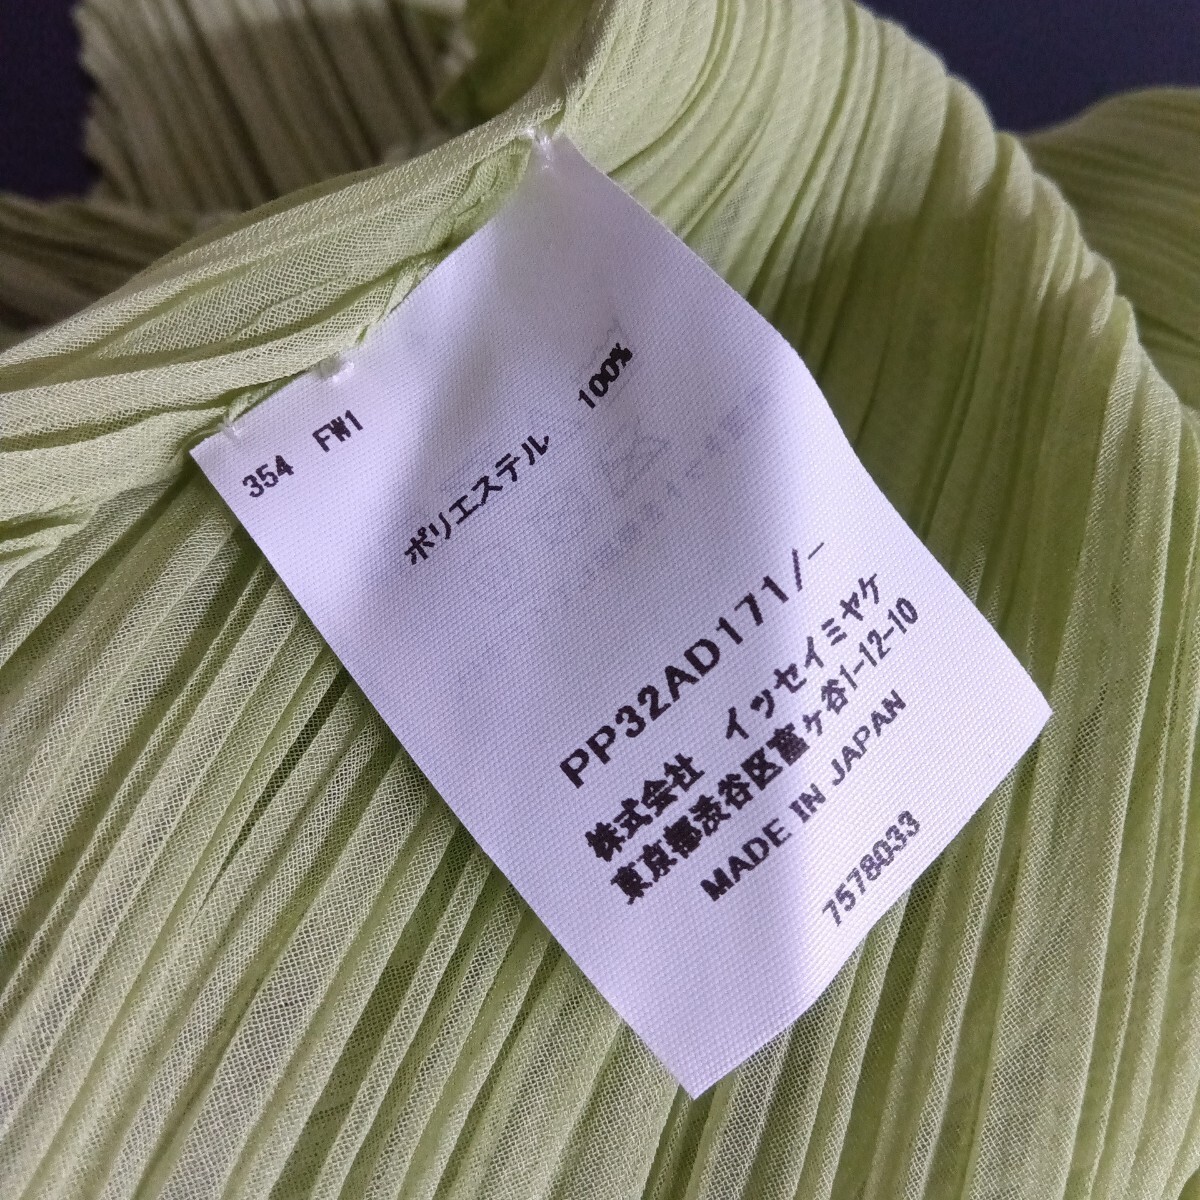 354 FW1
ポリエステル 100%
PP32AD171/−
株式会社 イッセイミヤケ
東京都渋谷区富ヶ谷1-12-10
MADE IN JAPAN
7578033